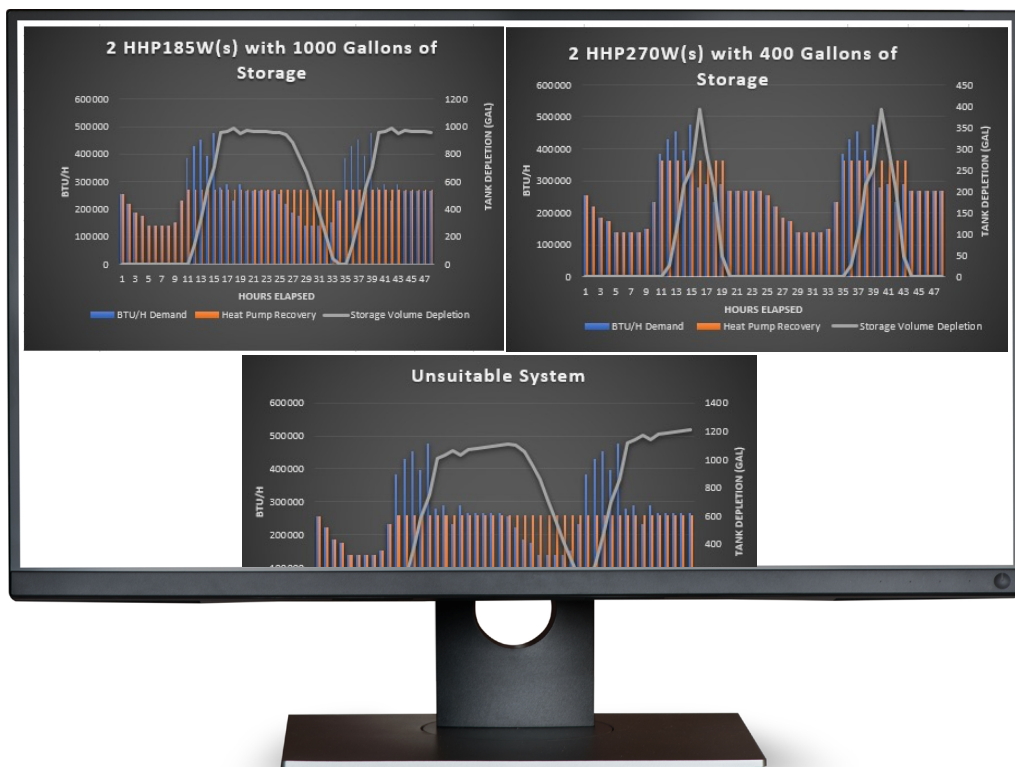 2 HHP185W(s) with 1000 Gallons of
Storage
600000
500000
400000
300000
200000
100000
0
BTU/H
1200
1000
800
600
400
200
0
TANK DEPLETION (GAL)
1 3 5 7 9 11 13 15 17 19 21 23 25 27 29 31 33 35 37 39 41 43 45 47
HOURS ELAPSED
BTU/H Demand Heat Pump Recovery Storage Volume Depletion
2 HHP270W(s) with 400 Gallons of
Storage
600000
500000
400000
300000
200000
100000
0
BTU/H
450
400
350
300
250
200
150
100
50
0
TANK DEPLETION (GAL)
1 3 5 7 9 11 13 15 17 19 21 23 25 27 29 31 33 35 37 39 41 43 45 47
HOURS ELAPSED
BTU/H Demand Heat Pump Recovery Storage Volume Depletion
Unsuitable System
600000
500000
400000
300000
200000
100000
BTU/H
1400
1200
1000
800
600
400
TANK DEPLETION (GAL)